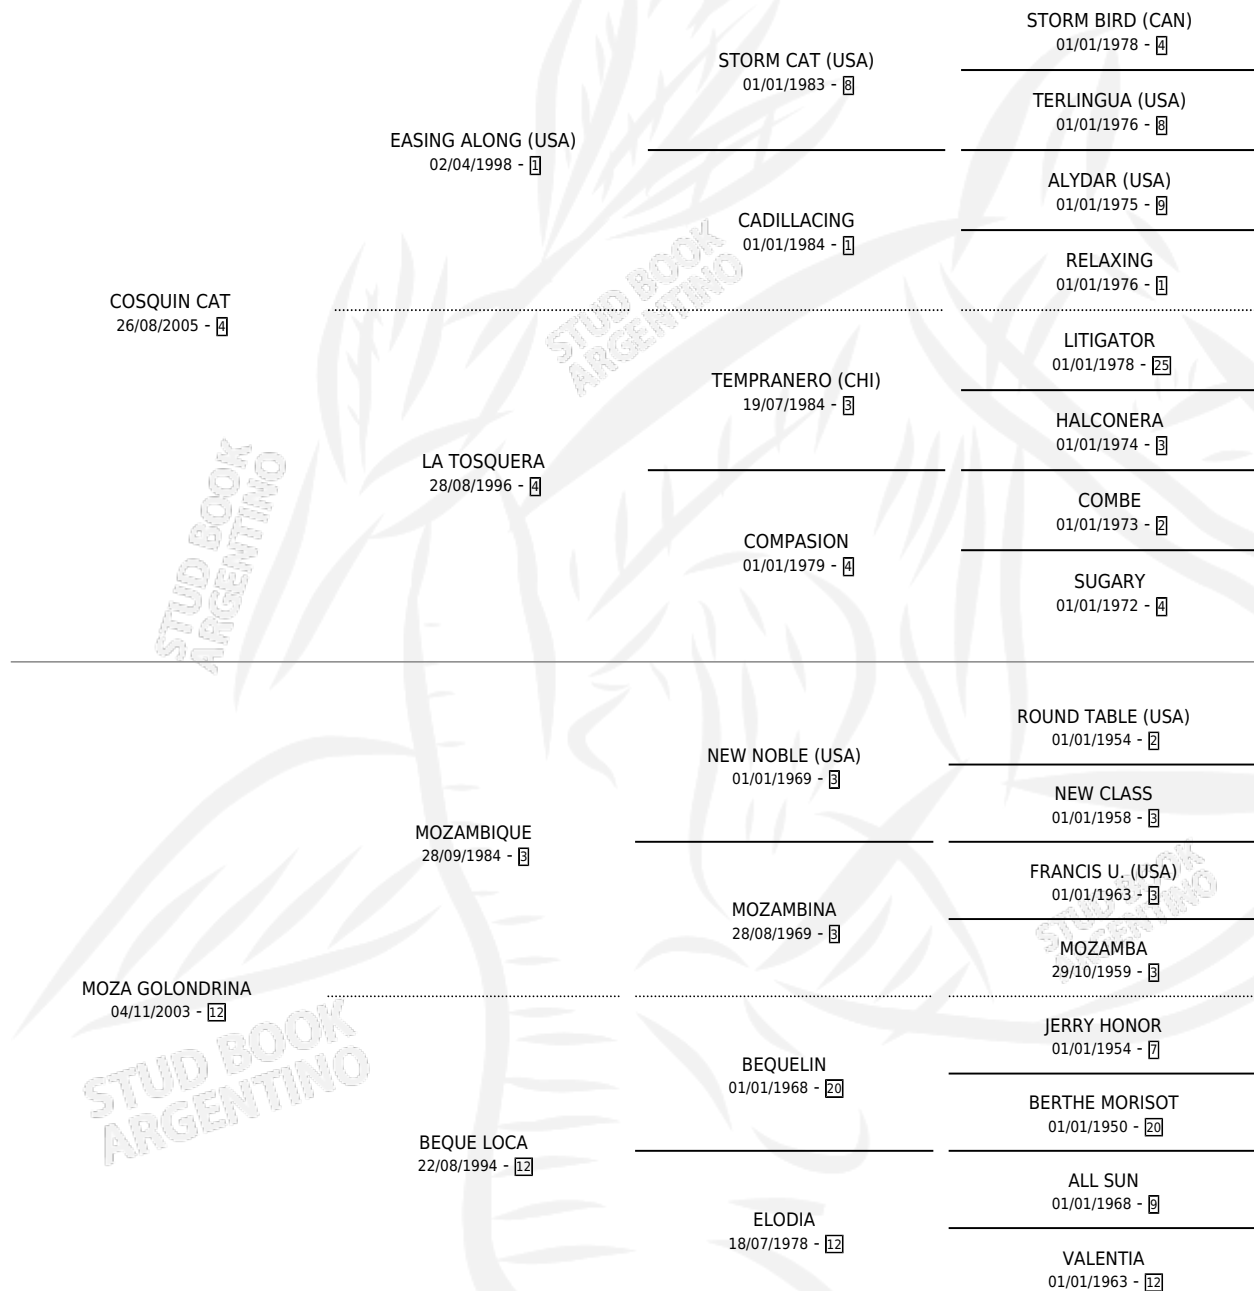 STORM BIRD (CAN)
01/01/1978 - 4
STORM CAT (USA)
01/01/1983 - 8
TERLINGUA (USA)
01/01/1976 - 8
EASING ALONG (USA)
02/04/1998 - 1
ALYDAR (USA)
01/01/1975 - 9
CADILLACING
01/01/1984 - 1
RELAXING
01/01/1976 - 1
COSQUIN CAT
26/08/2005 - 4
LITIGATOR
01/01/1978 - 25
TEMPRANERO (CHI)
19/07/1984 - 3
HALCONERA
01/01/1974 - 3
LA TOSQUERA
28/08/1996 - 4
COMBE
01/01/1973 - 2
COMPASION
01/01/1979 - 4
SUGARY
01/01/1972 - 4
STUD BOOK
ARGENTINO
STUD BOOK
ARGENTINO
ROUND TABLE (USA)
01/01/1954 - 2
NEW NOBLE (USA)
01/01/1969 - 3
NEW CLASS
01/01/1958 - 3
MOZAMBIQUE
28/09/1984 - 3
FRANCIS U. (USA)
01/01/1963 - 3
MOZAMBINA
28/08/1969 - 3
MOZAMBA
29/10/1959 - 3
MOZA GOLONDRINA
04/11/2003 - 12
JERRY HONOR
01/01/1954 - 7
BEQUELIN
01/01/1968 - 20
BERTHE MORISOT
01/01/1950 - 20
BEQUE LOCA
22/08/1994 - 12
ALL SUN
01/01/1968 - 9
ELODIA
18/07/1978 - 12
VALENTIA
01/01/1963 - 12
STUD BOOK
ARGENTINO
STUD BOOK
ARGENTINO